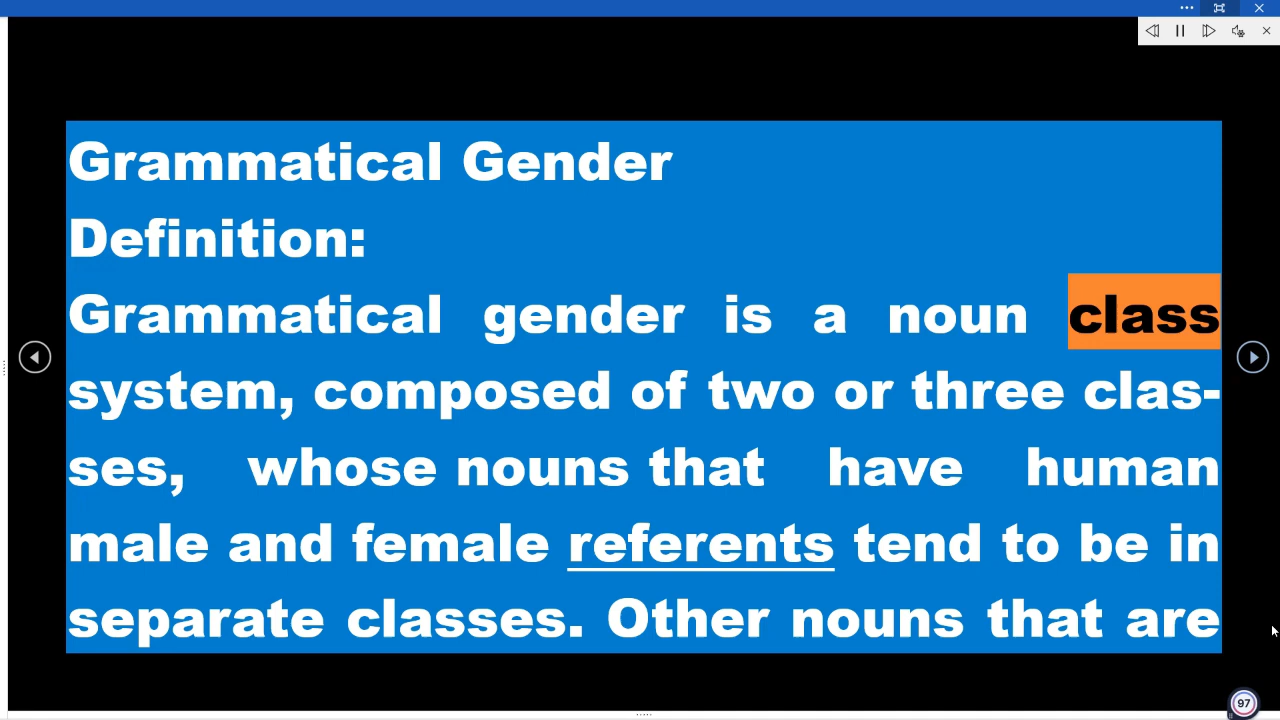 Grammatical Gender
Definition:
Grammatical gender is a noun class
system, composed of two or three clas-
ses, whose nouns that have human
male and female referents tend to be in
separate classes. Other nouns that are
97